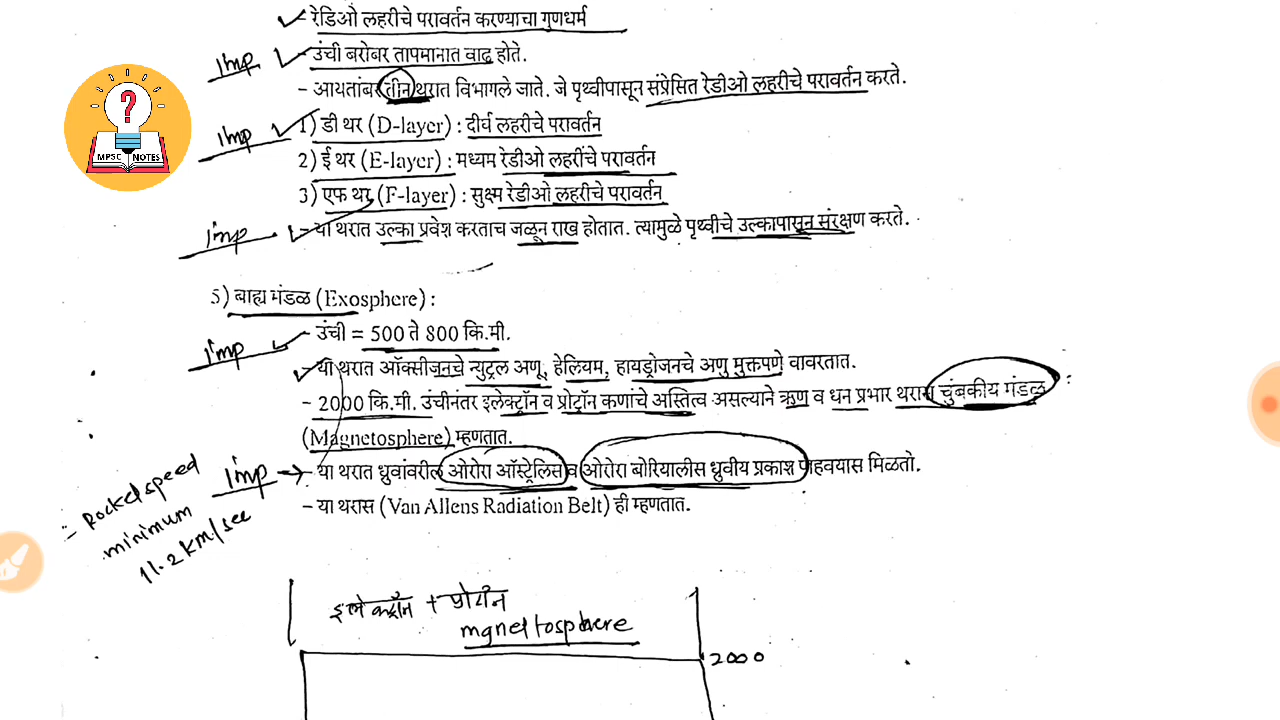 - रेडिओ लहरीचे परावर्तन करण्याचा गुणधर्म
Imp - उंची बरोबर तापमानात वाढ होते.
- आयतांबर तीन थरात विभागले जाते. जे पृथ्वीपासून संप्रेसित रेडीओ लहरीचे परावर्तन करते.
Imp 1) डी थर (D-layer) : दीर्घ लहरीचे परावर्तन
MPSC NOTES
2) ई थर (E-layer) : मध्यम रेडीओ लहरींचे परावर्तन
3) एफ थर (F-layer) : सुक्ष्म रेडीओ लहरीचे परावर्तन
Imp - या थरात उल्का प्रवेश करताच जळून राख होतात. त्यामुळे पृथ्वीचे उल्कापासून संरक्षण करते.
5) बाह्य मंडळ (Exosphere) :
Imp - उंची = 500 ते 800 कि.मी.
- या थरात ऑक्सीजनचे न्युट्रल अणू, हेलियम, हायड्रोजनचे अणु मुक्तपणे वावरतात.
- 2000 कि.मी. उंचीनंतर इलेक्ट्रॉन व प्रोट्रॉन कणांचे अस्तित्व असल्याने ऋण व धन प्रभार थरास चुंबकीय मंडळ
(Magnetosphere) म्हणतात.
Imp → - या थरात ध्रुवांवरील ओरोरा ऑस्ट्रेलिस व ओरोरा बोरियालीस ध्रुवीय प्रकाश पाहवयास मिळतो.
- या थरास (Van Allens Radiation Belt) ही म्हणतात.
- Rocket speed
minimum
11.2 km/sec
इलेक्ट्रॉन + प्रोटॉन
mgnetosphere
2000